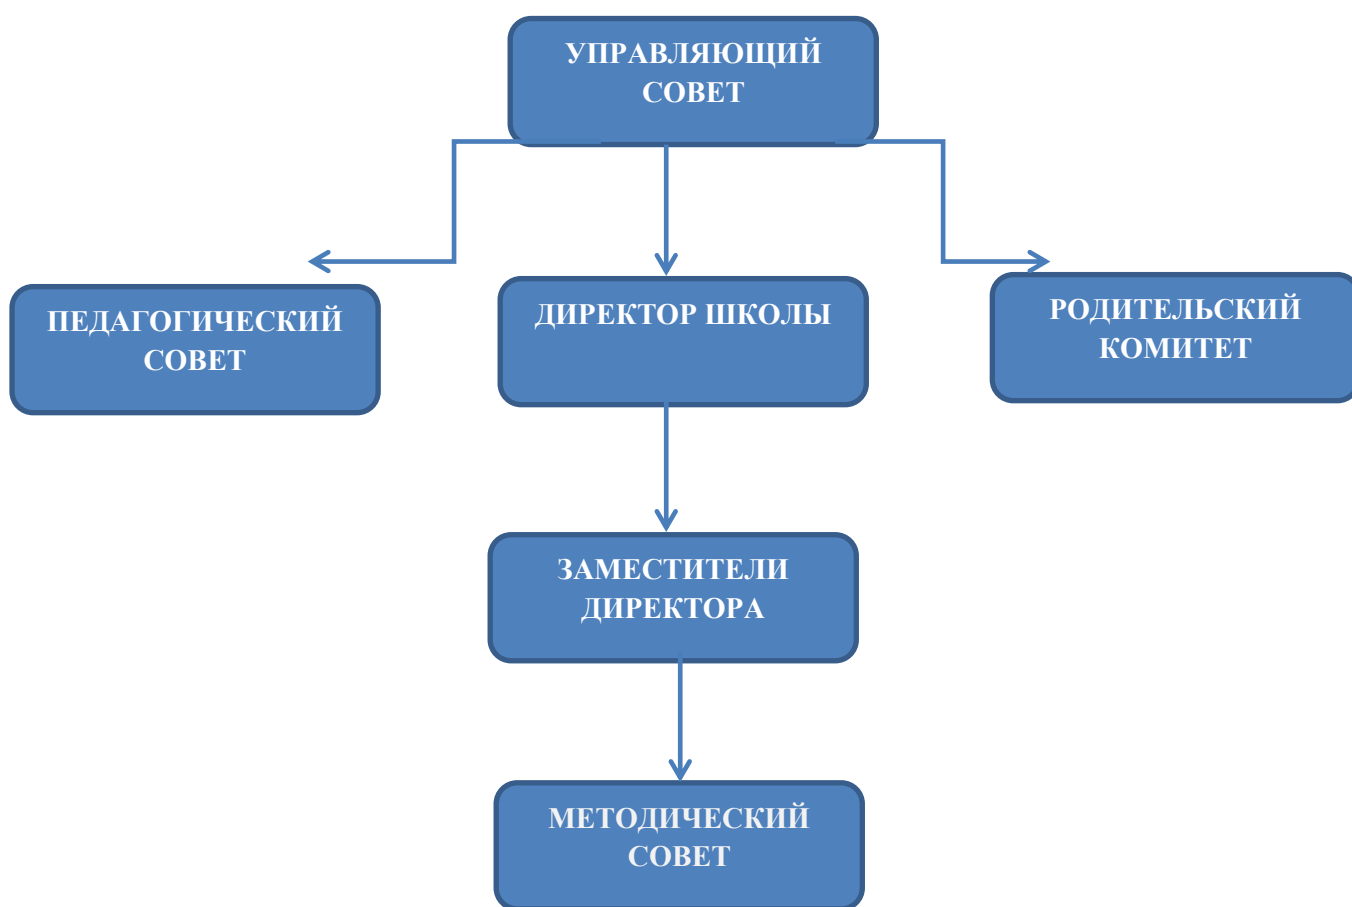 УПРАВЛЯЮЩИЙ
СОВЕТ
ПЕДАГОГИЧЕСКИЙ
СОВЕТ
ДИРЕКТОР ШКОЛЫ
РОДИТЕЛЬСКИЙ
КОМИТЕТ
ЗАМЕСТИТЕЛИ
ДИРЕКТОРА
МЕТОДИЧЕСКИЙ
СОВЕТ